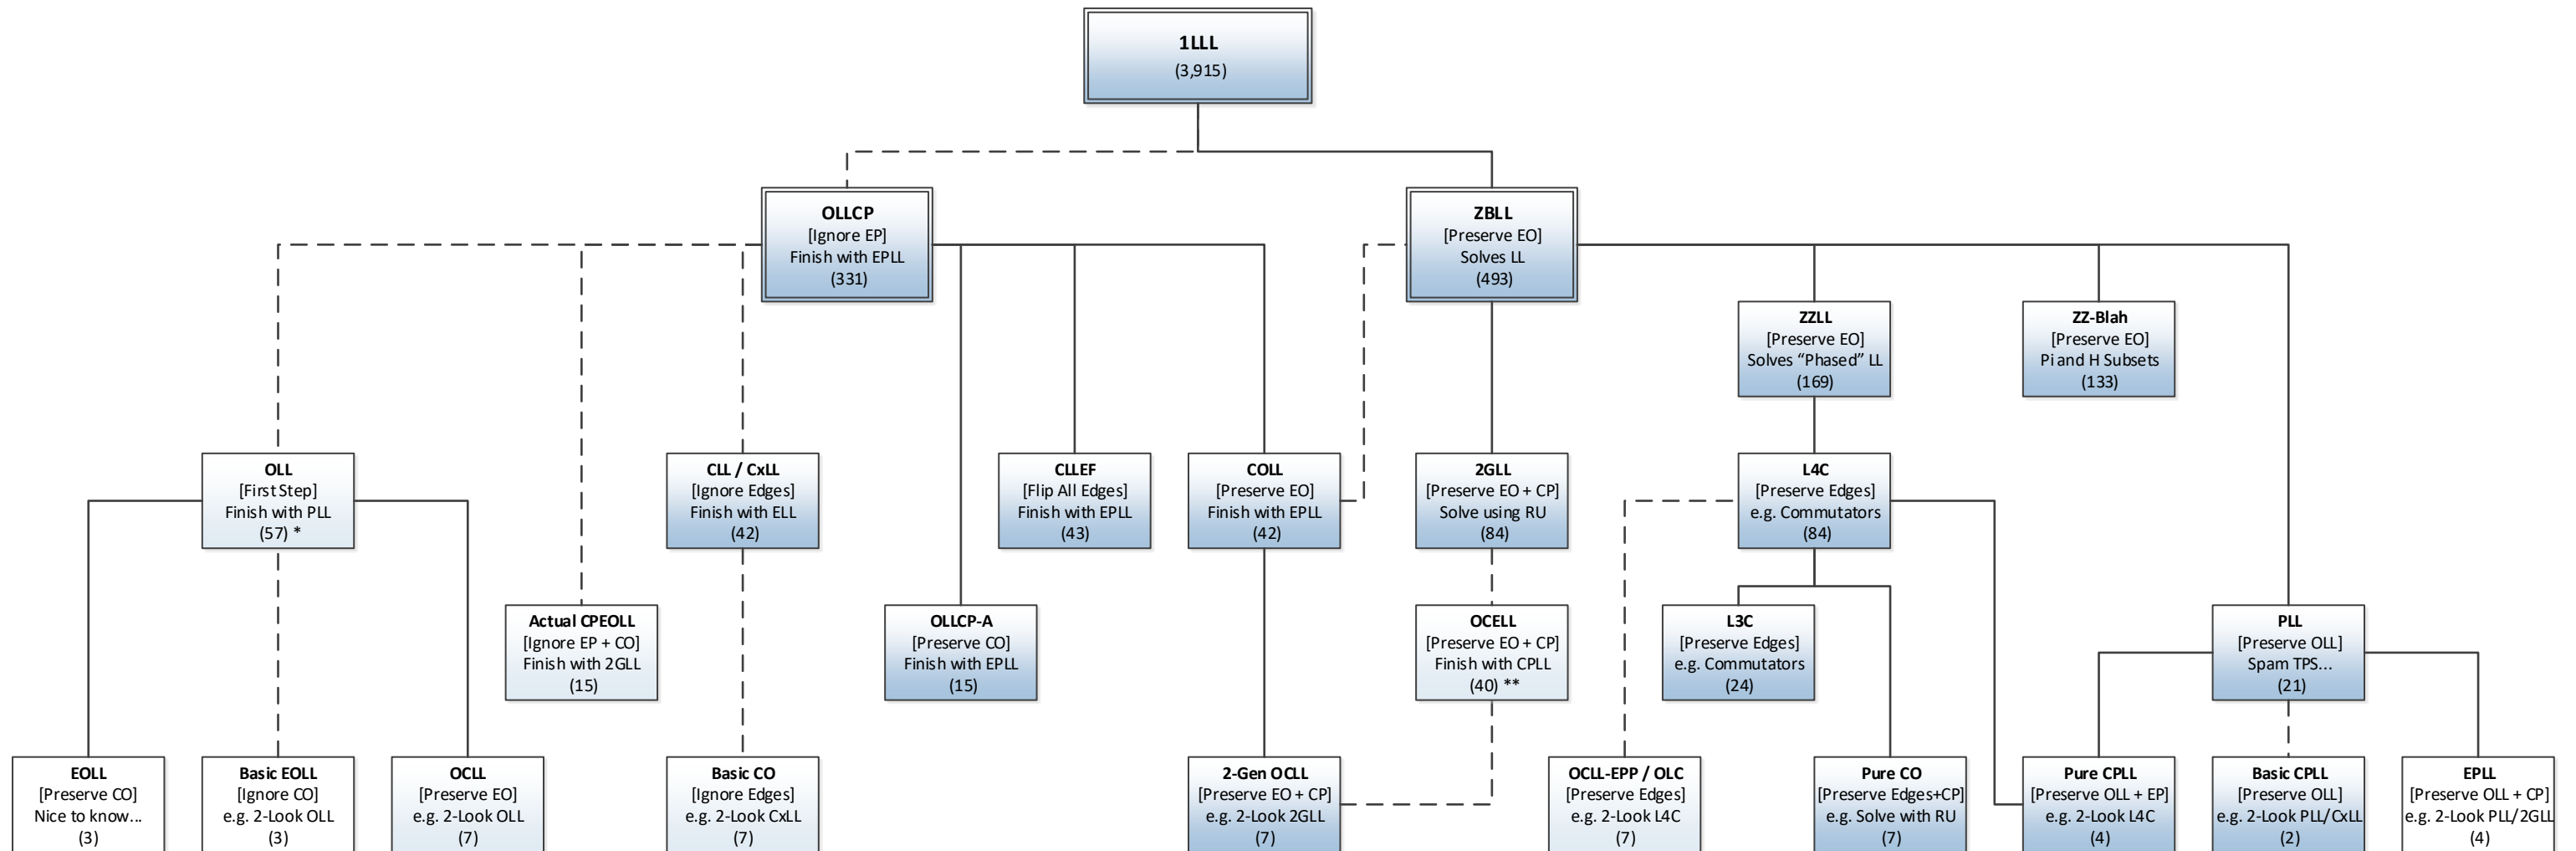 1LLL
(3,915)
OLLCP
[Ignore EP]
Finish with EPLL
(331)
ZBLL
[Preserve EO]
Solves LL
(493)
ZZLL
[Preserve EO]
Solves “Phased” LL
(169)
ZZ-Blah
[Preserve EO]
Pi and H Subsets
(133)
OLL
[First Step]
Finish with PLL
(57) *
CLL / CxLL
[Ignore Edges]
Finish with ELL
(42)
CLLEF
[Flip All Edges]
Finish with EPLL
(43)
COLL
[Preserve EO]
Finish with EPLL
(42)
2GLL
[Preserve EO + CP]
Solve using RU
(84)
L4C
[Preserve Edges]
e.g. Commutators
(84)
Actual CPEOLL
[Ignore EP + CO]
Finish with 2GLL
(15)
OLLCP-A
[Preserve CO]
Finish with EPLL
(15)
OCELL
[Preserve EO + CP]
Finish with CPLL
(40) **
L3C
[Preserve Edges]
e.g. Commutators
(24)
PLL
[Preserve OLL]
Spam TPS...
(21)
EOLL
[Preserve CO]
Nice to know...
(3)
Basic EOLL
[Ignore CO]
e.g. 2-Look OLL
(3)
OCLL
[Preserve EO]
e.g. 2-Look OLL
(7)
Basic CO
[Ignore Edges]
e.g. 2-Look CxLL
(7)
2-Gen OCLL
[Preserve EO + CP]
e.g. 2-Look 2GLL
(7)
OCLL-EPP / OLC
[Preserve Edges]
e.g. 2-Look L4C
(7)
Pure CO
[Preserve Edges+CP]
e.g. Solve with RU
(7)
Pure CPLL
[Preserve OLL + EP]
e.g. 2-Look L4C
(4)
Basic CPLL
[Preserve OLL]
e.g. 2-Look PLL/CxLL
(2)
EPLL
[Preserve OLL + CP]
e.g. 2-Look PLL/2GLL
(4)